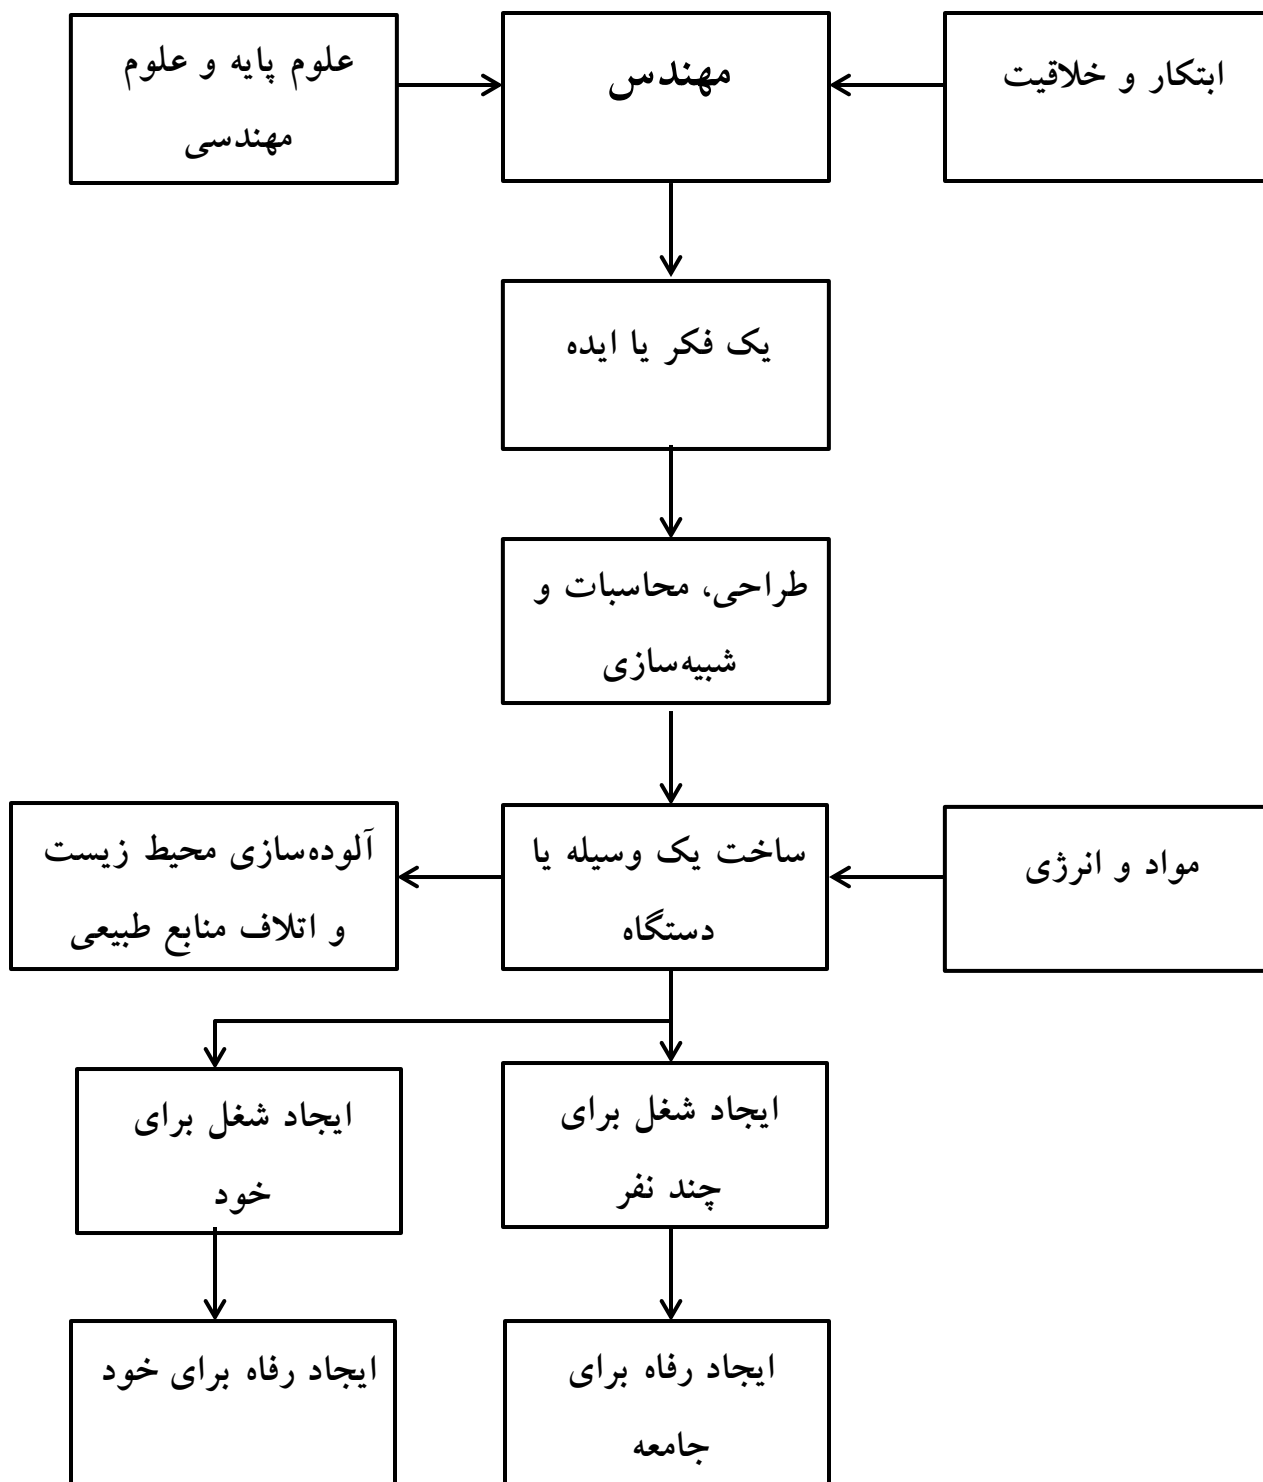 ابتکار و خلاقیت
مهندس
علوم پایه و علوم
مهندسی
یک فکر یا ایده
طراحی، محاسبات و
شبیه‌سازی
مواد و انرژی
ساخت یک وسیله یا
دستگاه
آلوده‌سازی محیط زیست
و اتلاف منابع طبیعی
ایجاد شغل برای
چند نفر
ایجاد شغل برای
خود
ایجاد رفاه برای
جامعه
ایجاد رفاه برای خود